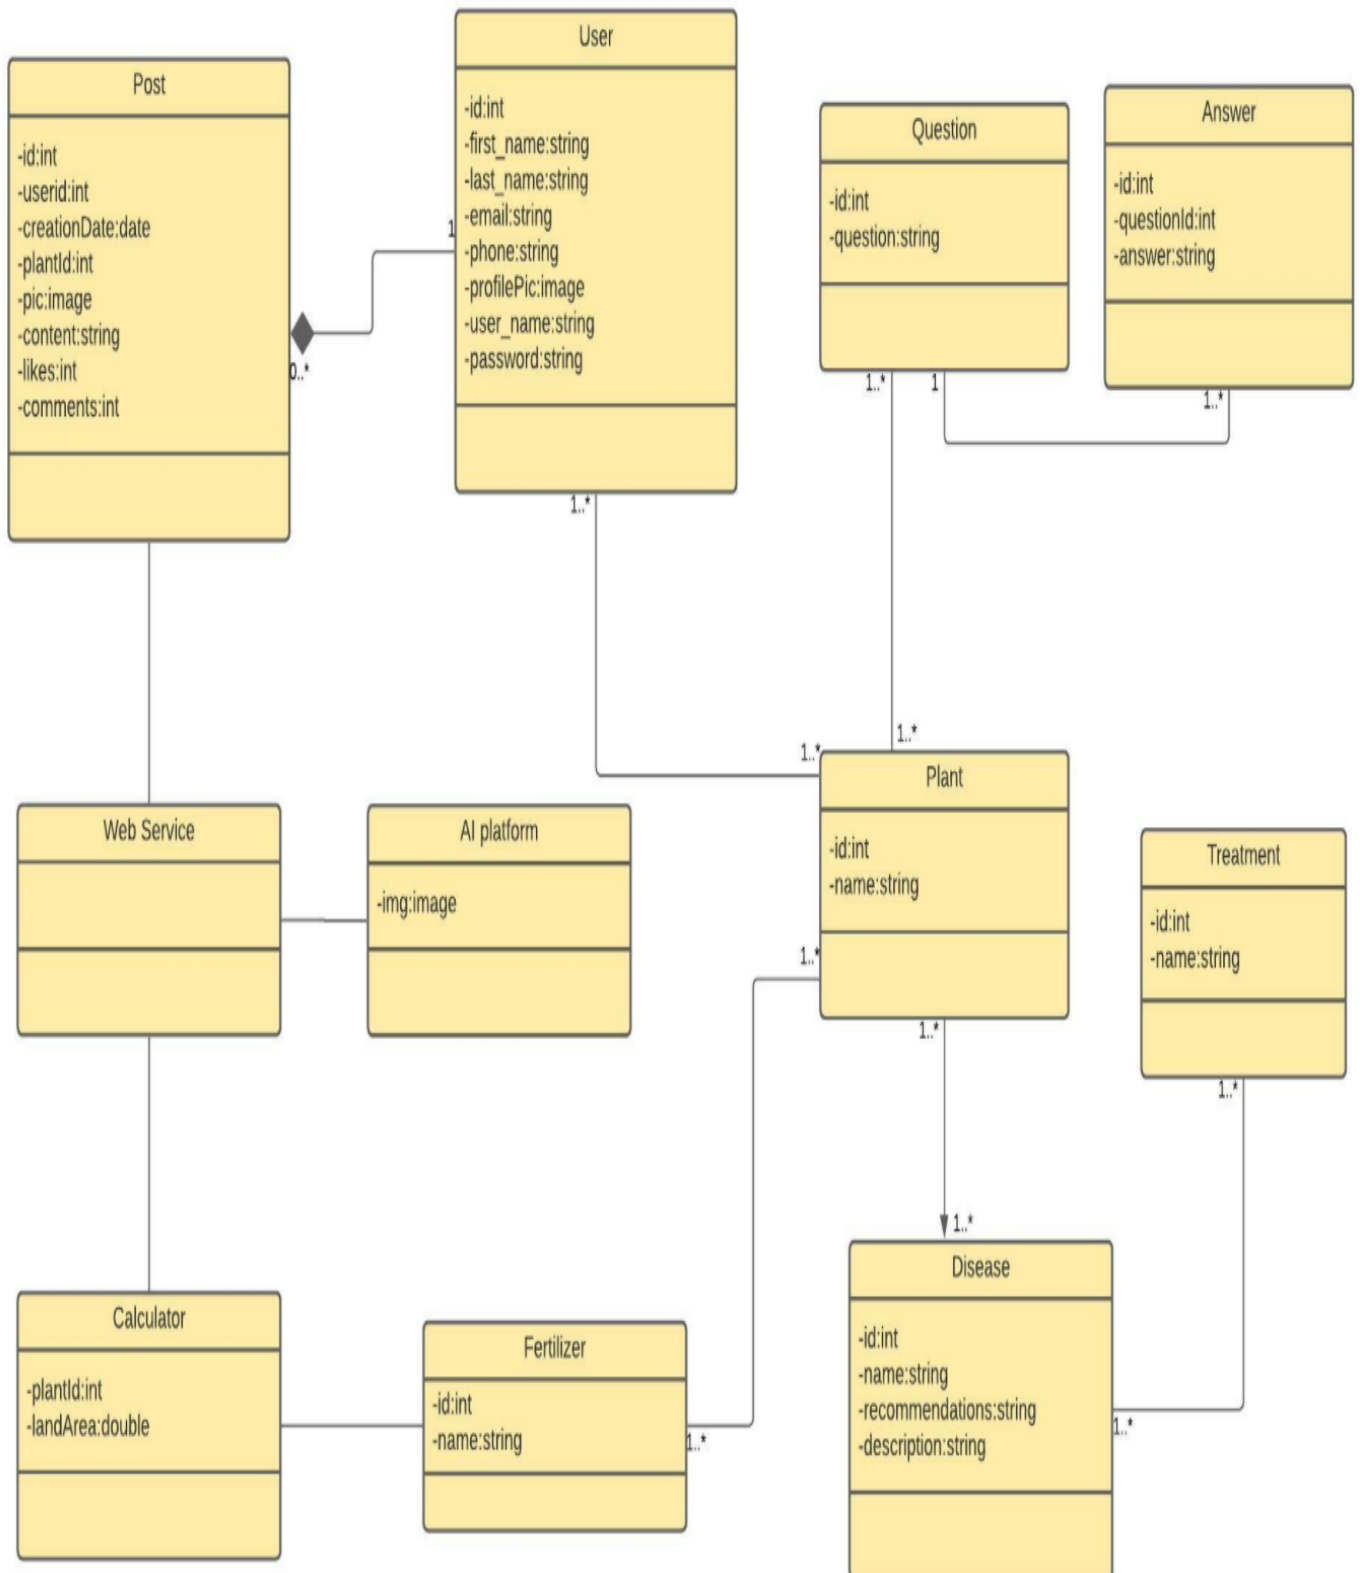 Post
-id:int
-userid:int
-creationDate:date
-plantId:int
-pic:image
-content:string
-likes:int
-comments:int
0..*
1
User
-id:int
-first_name:string
-last_name:string
-email:string
-phone:string
-profilePic:image
-user_name:string
-password:string
1..*
Question
-id:int
-question:string
1..*
1
Answer
-id:int
-questionId:int
-answer:string
1..*
1..*
1..*
Plant
-id:int
-name:string
1..*
1..*
Web Service
AI platform
-img:image
Treatment
-id:int
-name:string
1..*
Calculator
-plantId:int
-landArea:double
Fertilizer
-id:int
-name:string
1..*
1..*
Disease
-id:int
-name:string
-recommendations:string
-description:string
1..*